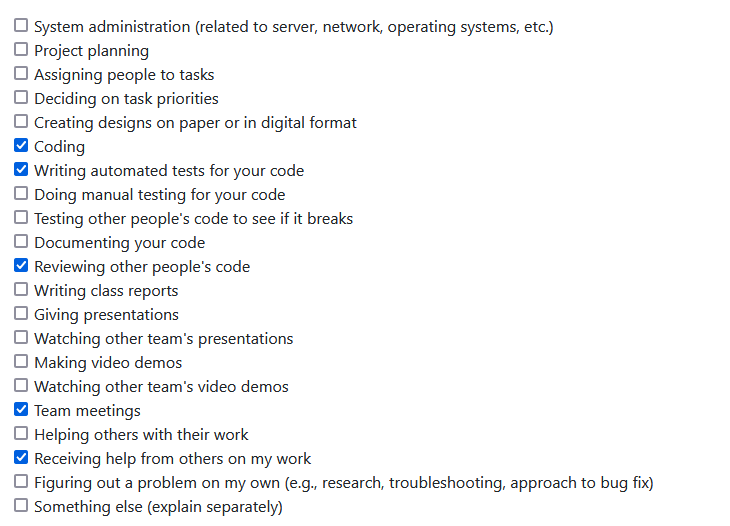 System administration (related to server, network, operating systems, etc.)
Project planning
Assigning people to tasks
Deciding on task priorities
Creating designs on paper or in digital format
Coding
Writing automated tests for your code
Doing manual testing for your code
Testing other people's code to see if it breaks
Documenting your code
Reviewing other people's code
Writing class reports
Giving presentations
Watching other team's presentations
Making video demos
Watching other team's video demos
Team meetings
Helping others with their work
Receiving help from others on my work
Figuring out a problem on my own (e.g., research, troubleshooting, approach to bug fix)
Something else (explain separately)